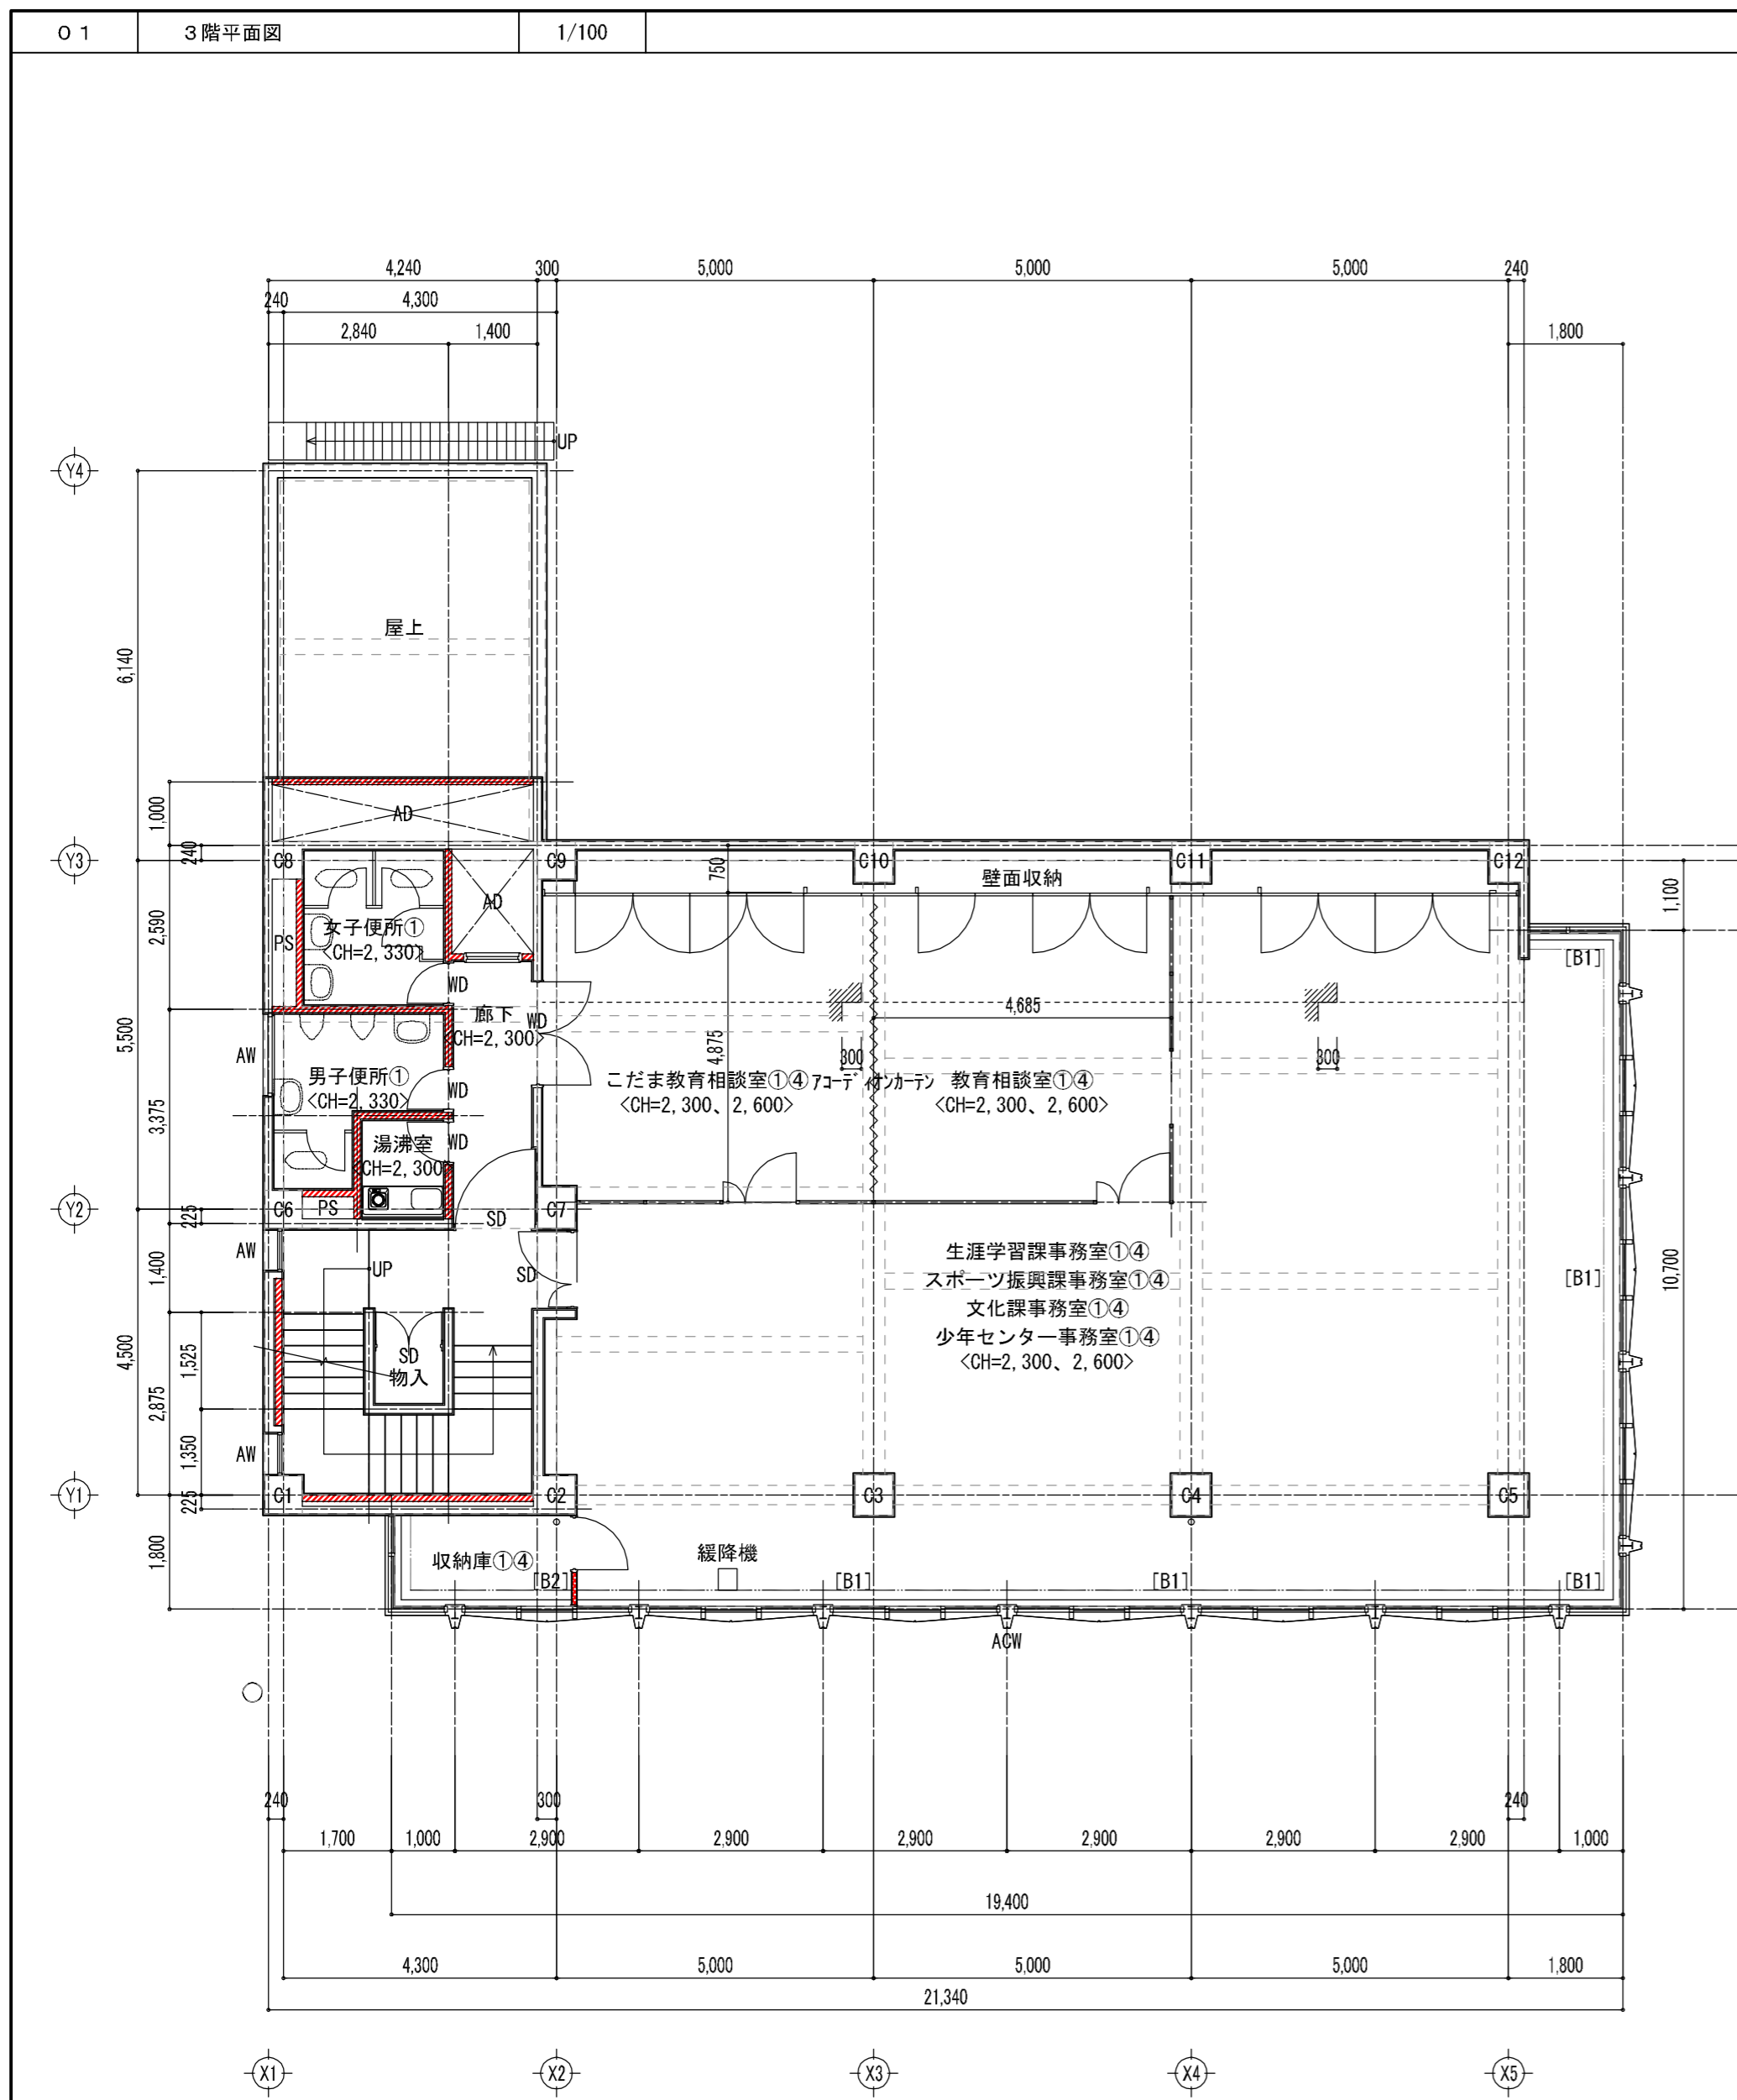 ０１ ３階平面図 1/100
4,240 300 5,000 5,000 5,000 240
240 4,300
2,840 1,400 1,800
UP
Y4
屋上
6,140
1,000
AD
Y3
240
C8 C9 C10 C11 C12
750
壁面収納
1,100
AD
2,590
女子便所①
PS
<CH=2,330>
[B1]
WD
廊下
WD
4,685
<CH=2,300>
5,500
AW
4,875
300 300
男子便所①
WD
こだま教育相談室①④
アコーディオンカーテン
教育相談室①④
<CH=2,330>
<CH=2,300、2,600>
<CH=2,300、2,600>
3,375
湯沸室
WD
<CH=2,300>
Y2
C6 PS C7
225
SD
AW
生涯学習課事務室①④
UP
SD
スポーツ振興課事務室①④
[B1]
10,700
1,400
文化課事務室①④
少年センター事務室①④
<CH=2,300、2,600>
4,500
1,525
SD
物入
2,875
1,350
AW
Y1
C1 C2 C3 C4 C5
225
1,800
収納庫①④
緩降機
[B2] [B1] [B1] [B1]
ACW
240 300 240
1,700 1,000 2,900 2,900 2,900 2,900 2,900 2,900 1,000
19,400
4,300 5,000 5,000 5,000 1,800
21,340
X1 X2 X3 X4 X5